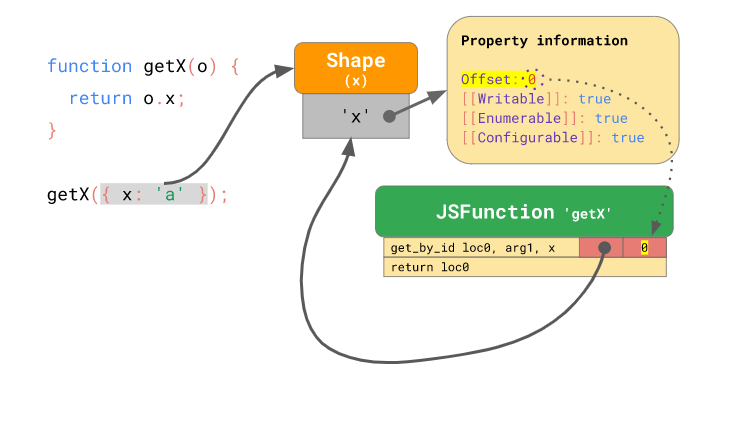 function getX(o) {
return o.x;
}
getX({ x: 'a' });
Shape
(x)
'x'
Property information
Offset: 0
[[Writable]]: true
[[Enumerable]]: true
[[Configurable]]: true
JSFunction 'getX'
get_by_id loc0, arg1, x
0
return loc0